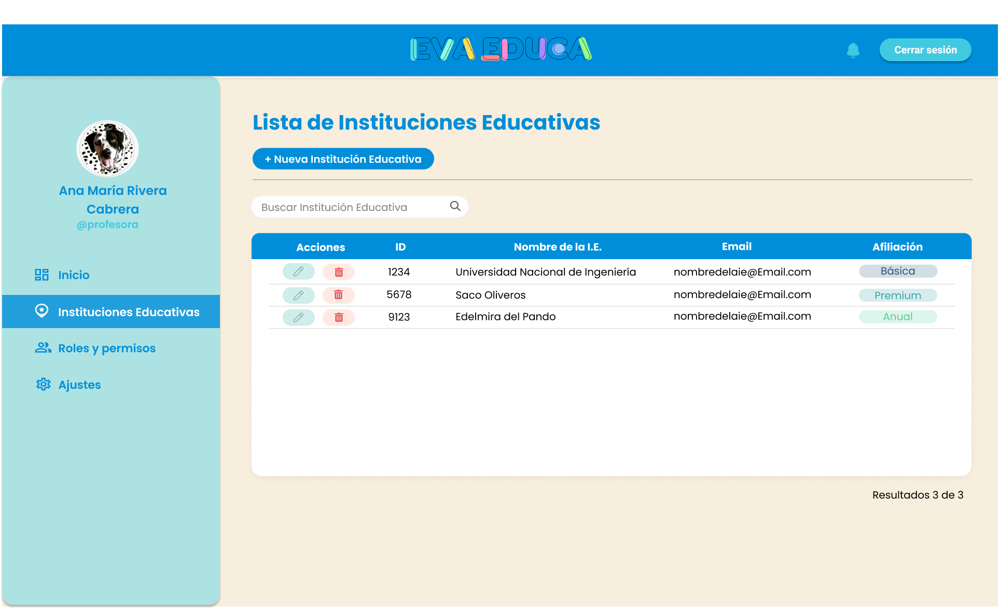 EVA EDUCA
Cerrar sesión
Ana María Rivera
Cabrera
@profesora
Inicio
Instituciones Educativas
Roles y permisos
Ajustes
Lista de Instituciones Educativas
+ Nueva Institución Educativa
Buscar Institución Educativa
Acciones ID Nombre de la I.E. Email Afiliación
1234 Universidad Nacional de Ingeniería nombredelaie@Email.com Básica
5678 Saco Oliveros nombredelaie@Email.com Premium
9123 Edelmira del Pando nombredelaie@Email.com Anual
Resultados 3 de 3